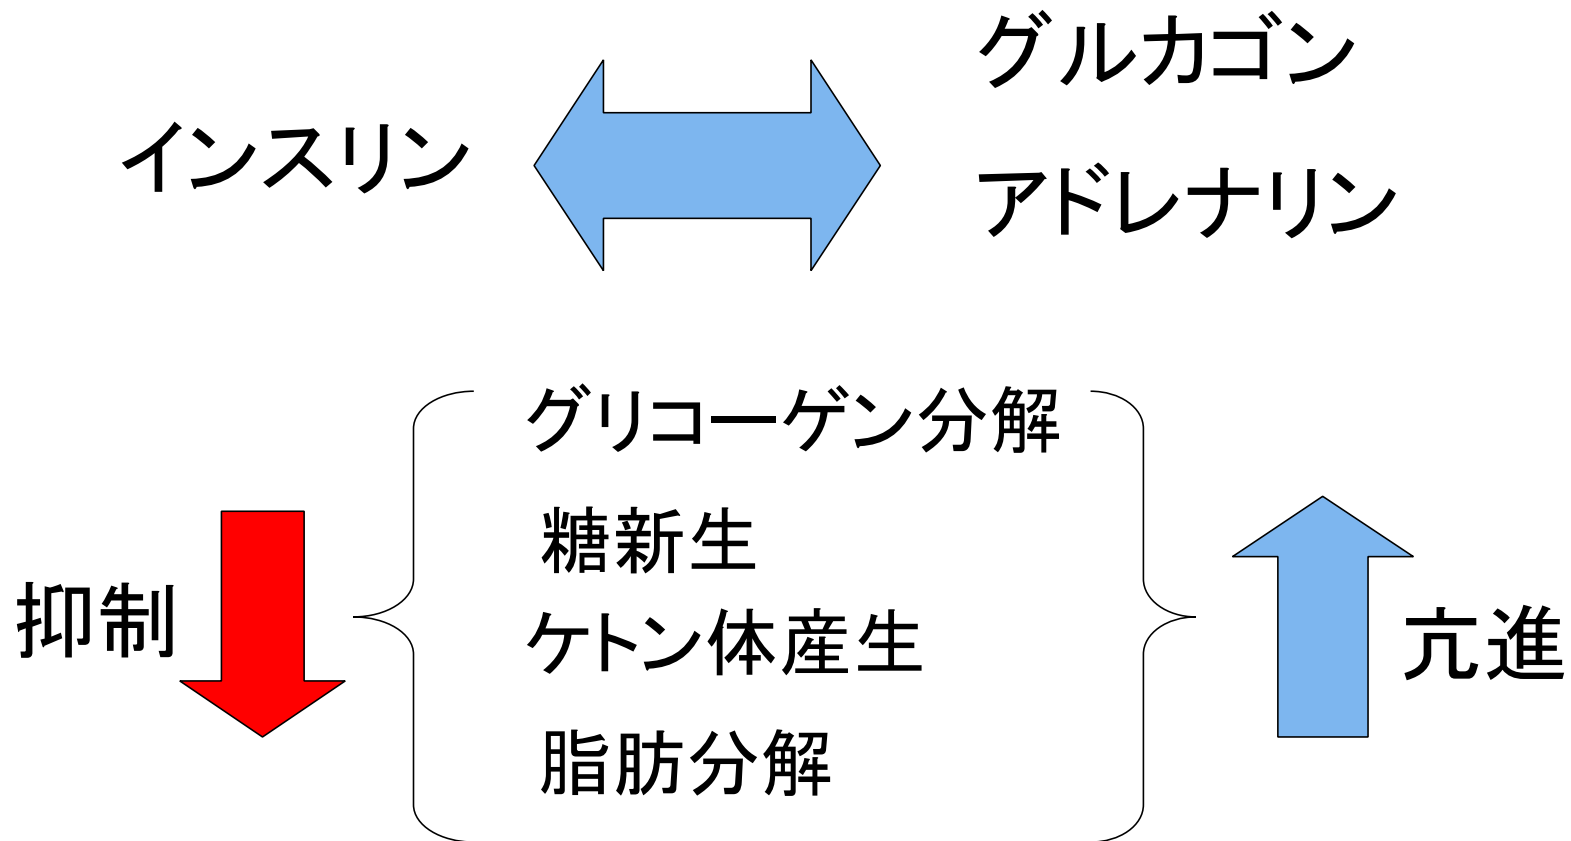 グルカゴン
インスリン
アドレナリン
グリコーゲン分解
糖新生
抑制
ケトン体産生
亢進
脂肪分解